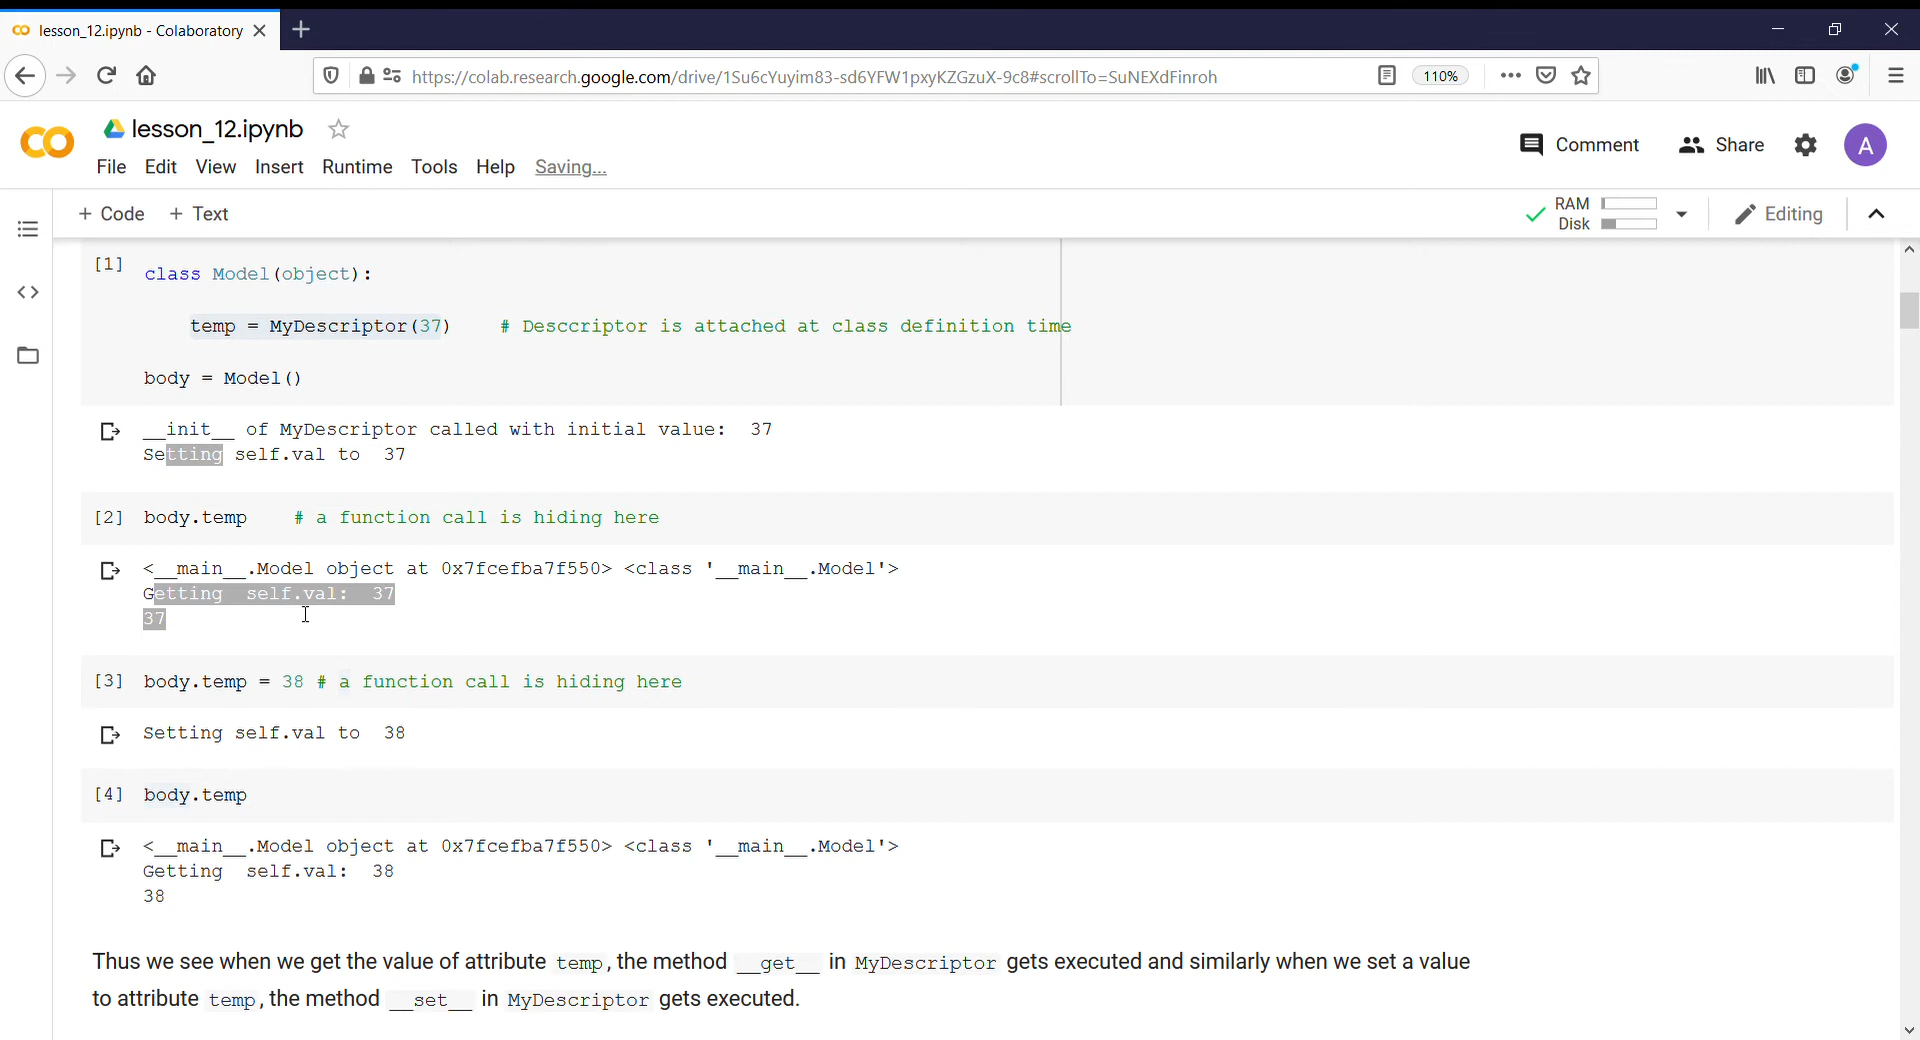 lesson_12.ipynb - Colaboratory
https://colab.research.google.com/drive/1Su6cYuyim83-sd6YFW1pxyKZGzuX-9c8#scrollTo=SuNEXdFinroh
110%
lesson_12.ipynb
Comment
Share
A
File Edit View Insert Runtime Tools Help Saving...
+ Code + Text
RAM
Disk
Editing
[1] class Model(object):
temp = MyDescriptor(37) # Desccriptor is attached at class definition time
body = Model()
__init__ of MyDescriptor called with initial value: 37
Setting self.val to 37
[2] body.temp # a function call is hiding here
<__main__.Model object at 0x7fcefba7f550> <class '__main__.Model'>
Getting self.val: 37
37
[3] body.temp = 38 # a function call is hiding here
Setting self.val to 38
[4] body.temp
<__main__.Model object at 0x7fcefba7f550> <class '__main__.Model'>
Getting self.val: 38
38
Thus we see when we get the value of attribute temp, the method __get__ in MyDescriptor gets executed and similarly when we set a value
to attribute temp, the method __set__ in MyDescriptor gets executed.